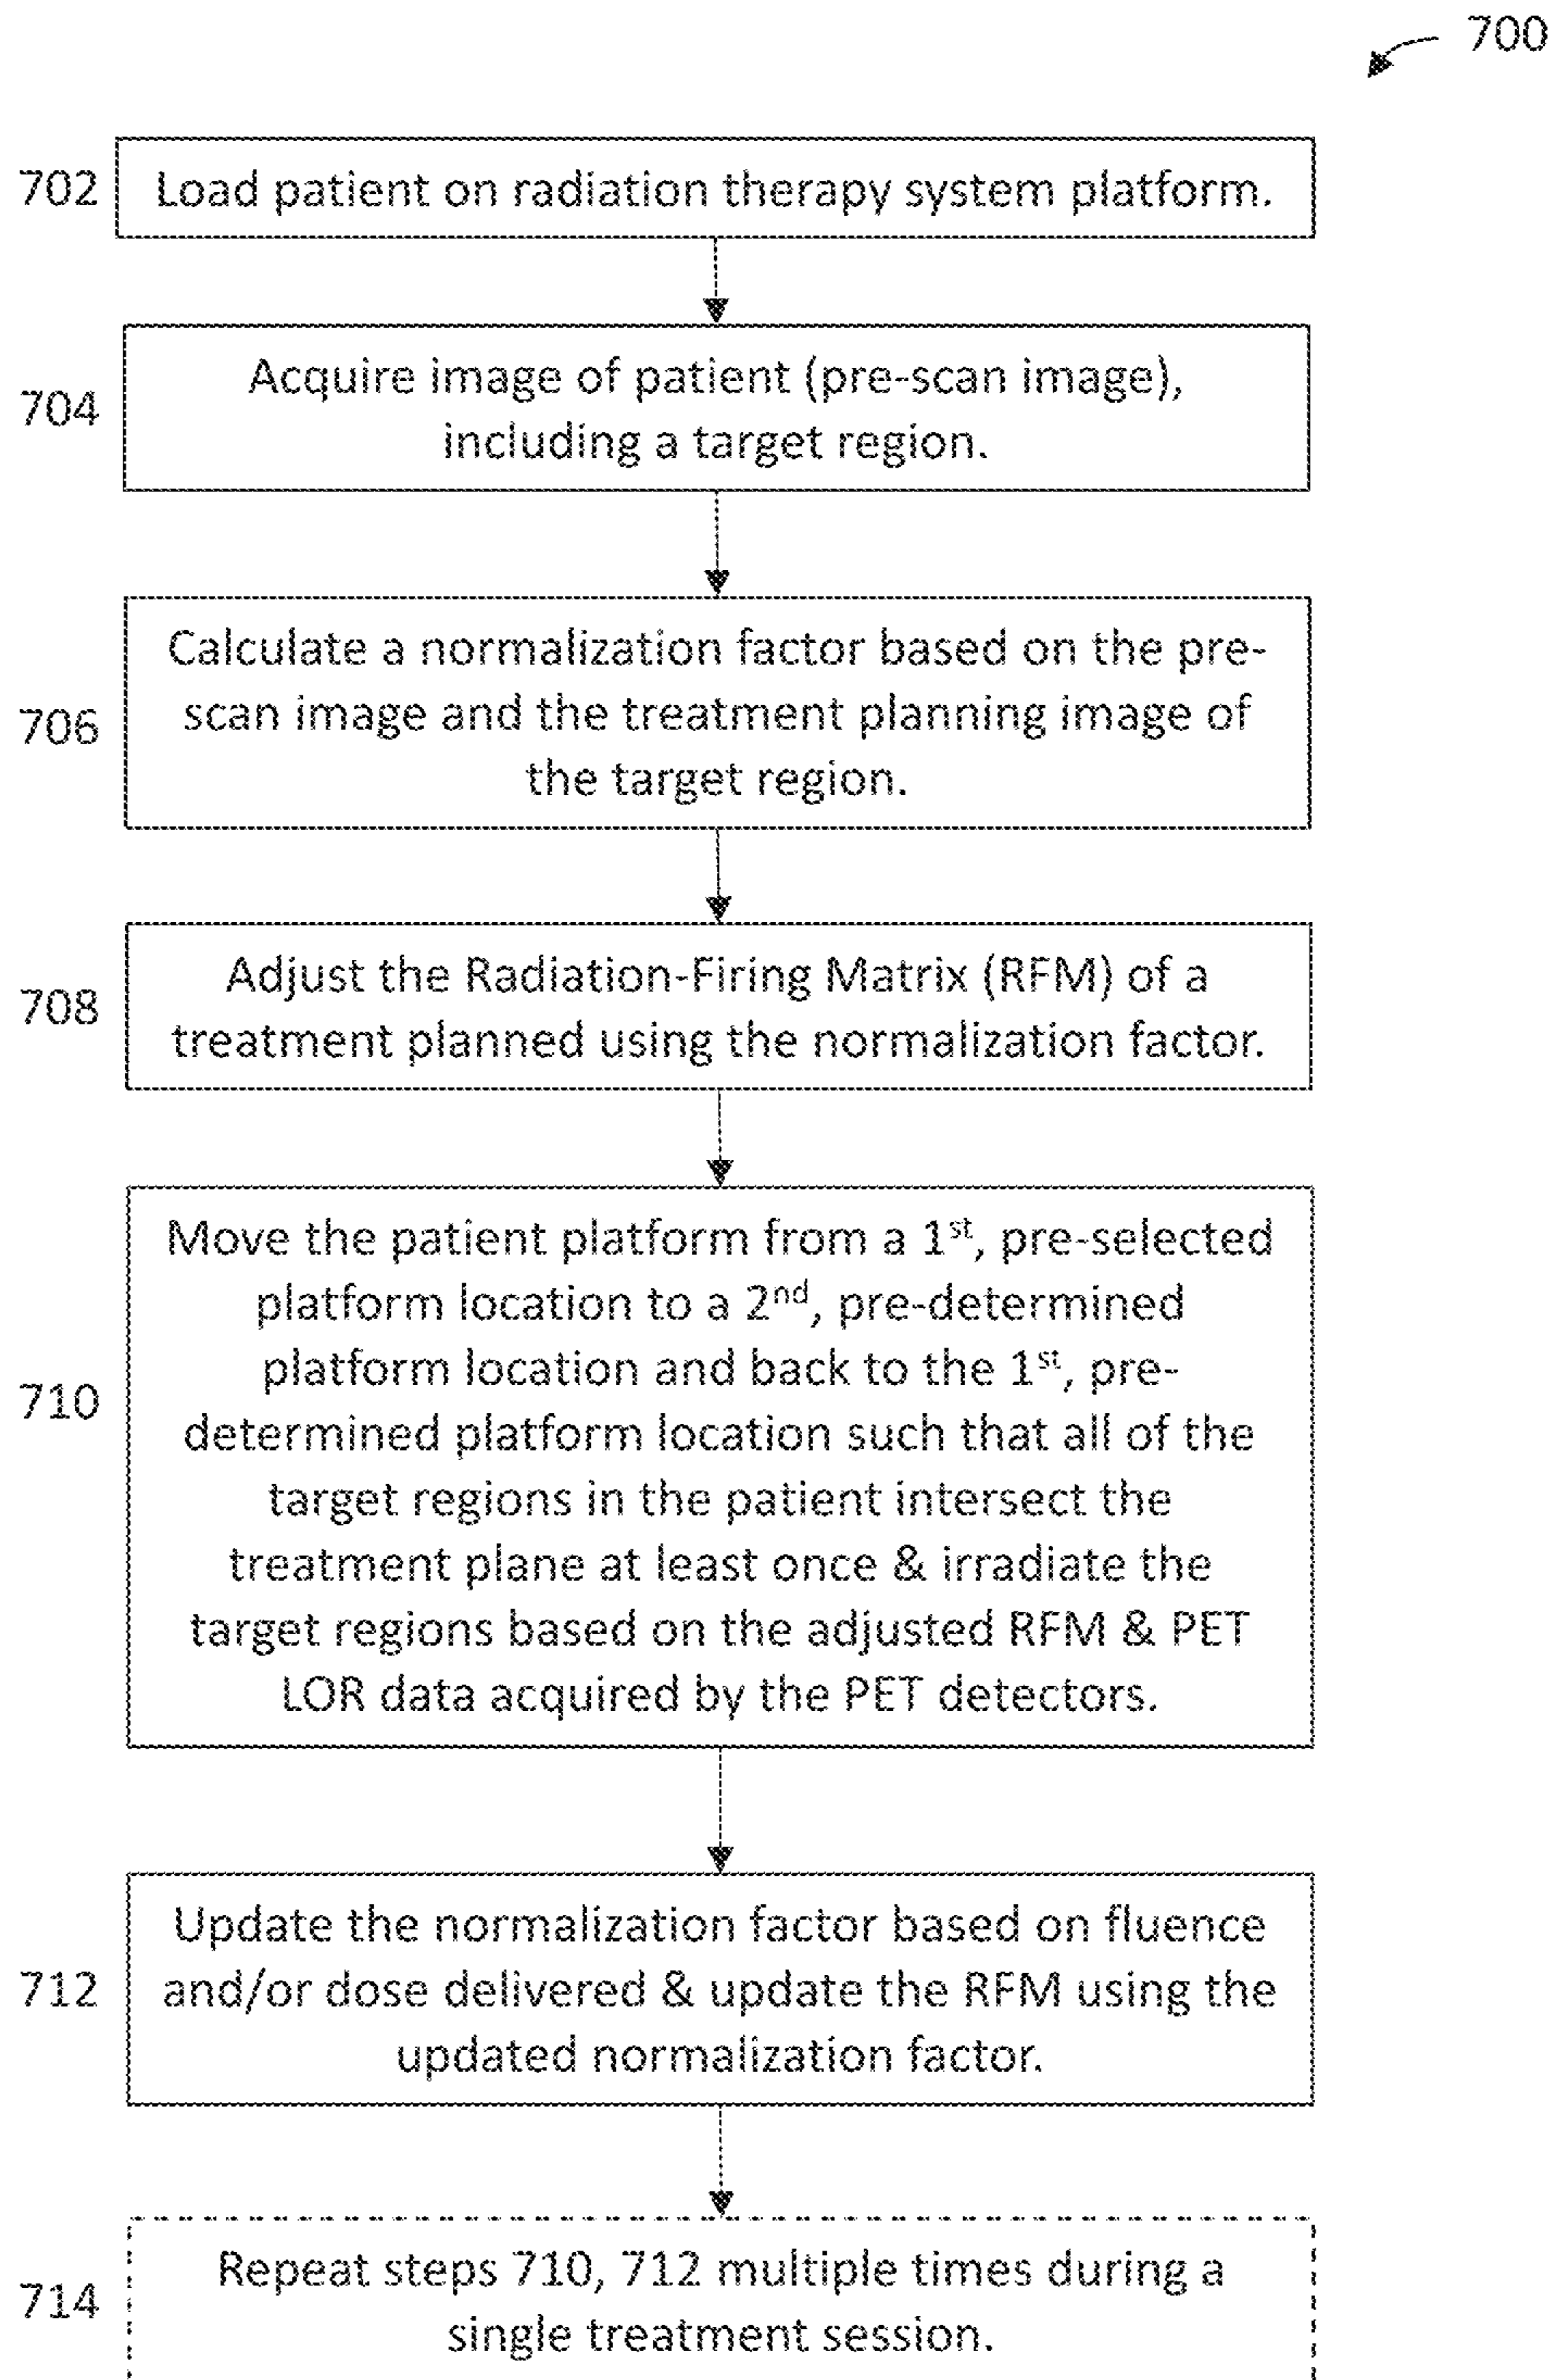 700
702
Load patient on radiation therapy system platform.
704
Acquire image of patient (pre-scan image),
including a target region.
706
Calculate a normalization factor based on the pre-
scan image and the treatment planning image of
the target region.
708
Adjust the Radiation-Firing Matrix (RFM) of a
treatment planned using the normalization factor.
710
Move the patient platform from a 1st, pre-selected
platform location to a 2nd, pre-determined
platform location and back to the 1st, pre-
determined platform location such that all of the
target regions in the patient intersect the
treatment plane at least once & irradiate the
target regions based on the adjusted RFM & PET
LOR data acquired by the PET detectors.
712
Update the normalization factor based on fluence
and/or dose delivered & update the RFM using the
updated normalization factor.
714
Repeat steps 710, 712 multiple times during a
single treatment session.